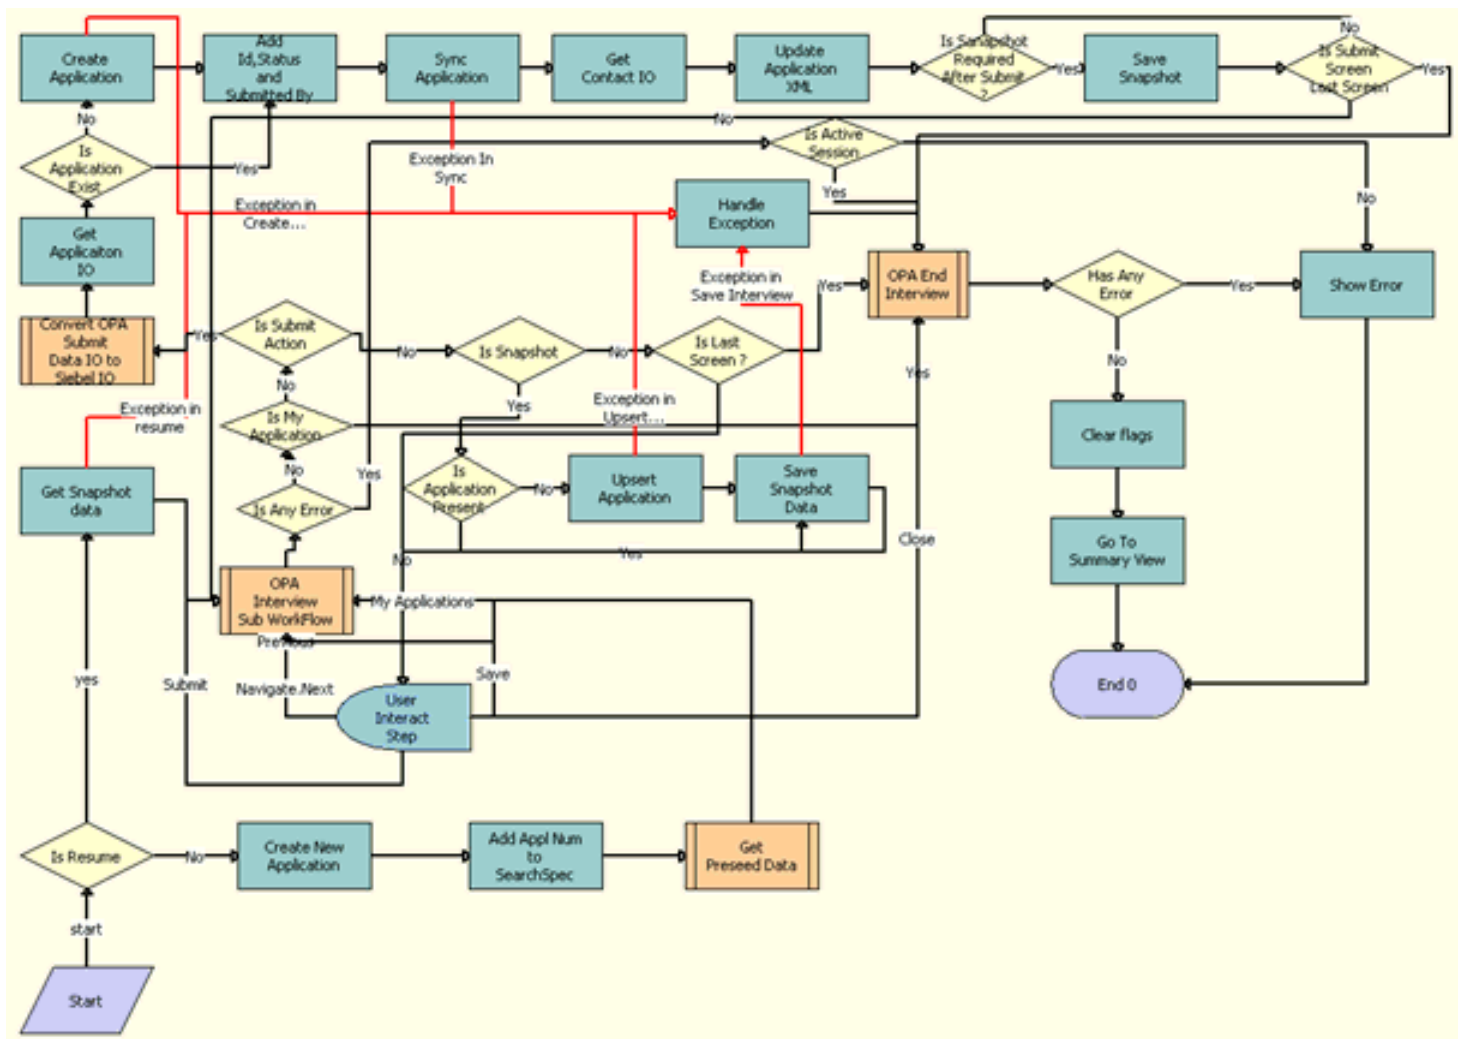 Create
Application
Add
Id,Status
and
Submitted By
Sync
Application
Get
Contact IO
Update
Application
XML
Is Sanapshot
Required
After Submit
?
Yes
Save
Snapshot
No
Is Submit
Screen
Last Screen
Yes
No
No
Is
Application
Exist
Yes
Exception In
Sync
Is Active
Session
Yes
No
Exception in
Create...
Handle
Exception
Get
Applicaiton
IO
Exception in
Save Interview
Yes
OPA End
Interview
Has Any
Error
Yes
Show Error
Convert OPA
Submit
Data IO to
Siebel IO
Yes
Is Submit
Action
No
Is Snapshot
No
Is Last
Screen ?
No
Yes
No
Yes
Exception in
resume
Is My
Application
Exception in
Upsert...
Clear flags
No
Yes
Get Snapshot
data
Is Any Error
Is
Application
Present
No
Upsert
Application
Save
Snapshot
Data
No
Yes
Close
Go To
Summary View
OPA
Interview
Sub WorkFlow
My Applications
Previous
yes
Submit
Navigate.Next
Save
User
Interact
Step
End 0
Is Resume
No
Create New
Application
Add Appl Num
to
SearchSpec
Get
Preseed Data
start
Start